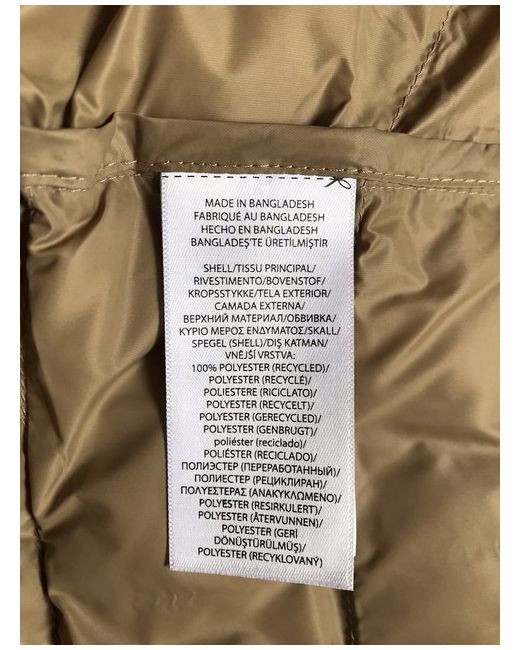 MADE IN BANGLADESH
FABRIQUÉ AU BANGLADESH
HECHO EN BANGLADESH
BANGLADEŞ'TE ÜRETİLMİŞTİR
SHELL/TISSU PRINCIPAL/
RIVESTIMENTO/BOVENSTOF/
KROPSSTYKKE/TELA EXTERIOR/
CAMADA EXTERNA/
ВЕРХНИЙ МАТЕРИАЛ/ОБВИВКА/
ΚΥΡΙΟ ΜΕΡΟΣ ΕΝΔΥΜΑΤΟΣ/SKALL/
SPEGEL (SHELL)/DIŞ KATMAN/
VNĚJŠÍ VRSTVA:
100% POLYESTER (RECYCLED)/
POLYESTER (RECYCLÉ)/
POLIESTERE (RICICLATO)/
POLYESTER (RECYCELT)/
POLYESTER (GERECYCLED)/
POLYESTER (GENBRUGT)/
poliéster (reciclado)/
POLIÉSTER (RECICLADO)/
ПОЛИЭСТЕР (ПЕРЕРАБОТАННЫЙ)/
ПОЛИЕСТЕР (РЕЦИКЛИРАН)/
ΠΟΛΥΕΣΤΕΡΑΣ (ΑΝΑΚΥΚΛΩΜΕΝΟ)/
POLYESTER (RESIRKULERT)/
POLYESTER (ÅTERVUNNEN)/
POLYESTER (GERİ
DÖNÜŞTÜRÜLMÜŞ)/
POLYESTER (RECYKLOVANÝ)